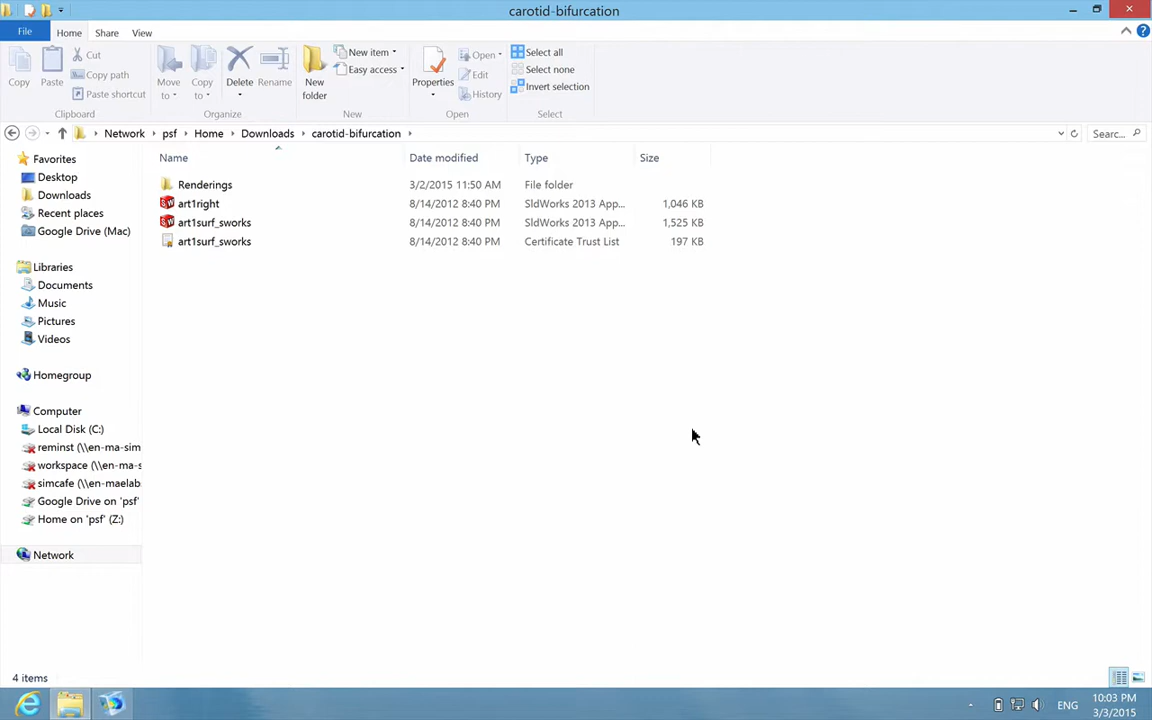 carotid-bifurcation
File Home Share View
Copy Paste Cut Copy path Paste shortcut Move to Copy to Delete Rename New folder New item Easy access Properties Open Edit History Select all Select none Invert selection
Clipboard Organize New Open Select
Network psf Home Downloads carotid-bifurcation Searc...
Name Date modified Type Size
Favorites
Desktop
Downloads
Recent places
Google Drive (Mac)
Libraries
Documents
Music
Pictures
Videos
Homegroup
Computer
Local Disk (C:)
reminst (\\en-ma-sim
workspace (\\en-ma-s
simcafe (\\en-maelab
Google Drive on 'psf'
Home on 'psf' (Z:)
Network
Renderings 3/2/2015 11:50 AM File folder
art1right 8/14/2012 8:40 PM SldWorks 2013 App... 1,046 KB
art1surf_sworks 8/14/2012 8:40 PM SldWorks 2013 App... 1,525 KB
art1surf_sworks 8/14/2012 8:40 PM Certificate Trust List 197 KB
4 items
ENG 10:03 PM
3/3/2015